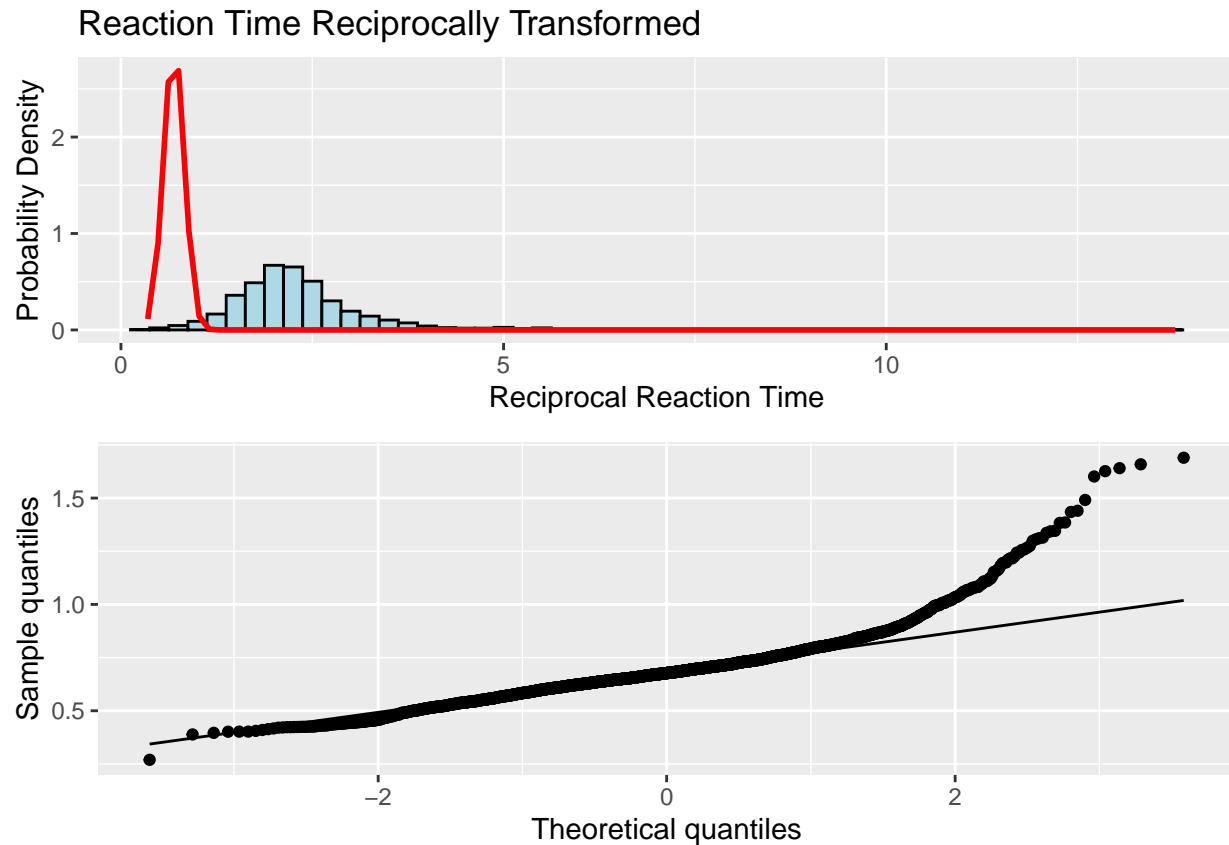 Reaction Time Reciprocally Transformed
Probability Density
2
1
0
0 5 10
Reciprocal Reaction Time
Sample quantiles
1.5
1.0
0.5
−2 0 2
Theoretical quantiles